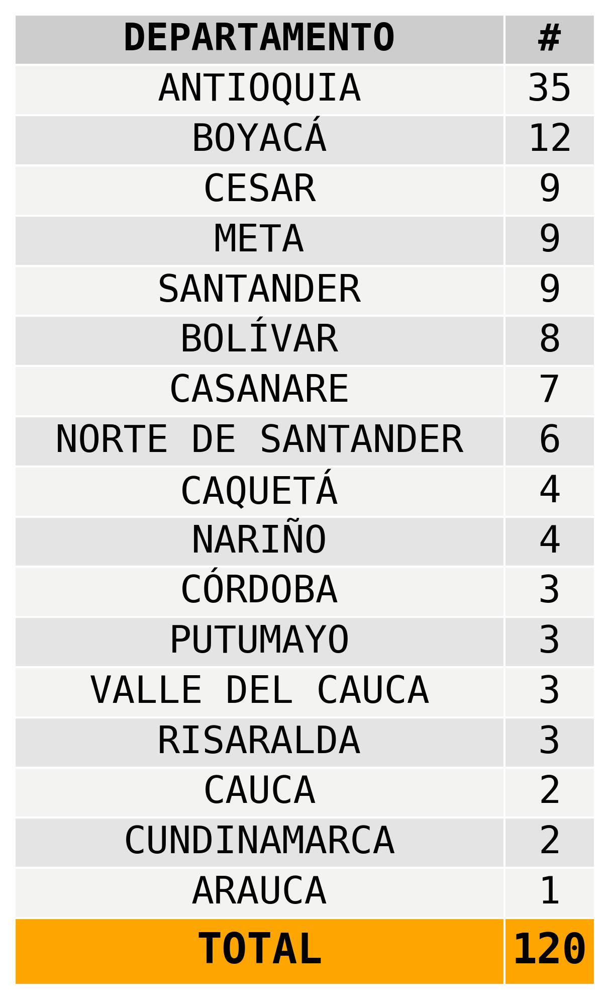 DEPARTAMENTO #
ANTIOQUIA 35
BOYACÁ 12
CESAR 9
META 9
SANTANDER 9
BOLÍVAR 8
CASANARE 7
NORTE DE SANTANDER 6
CAQUETÁ 4
NARIÑO 4
CÓRDOBA 3
PUTUMAYO 3
VALLE DEL CAUCA 3
RISARALDA 3
CAUCA 2
CUNDINAMARCA 2
ARAUCA 1
TOTAL 120